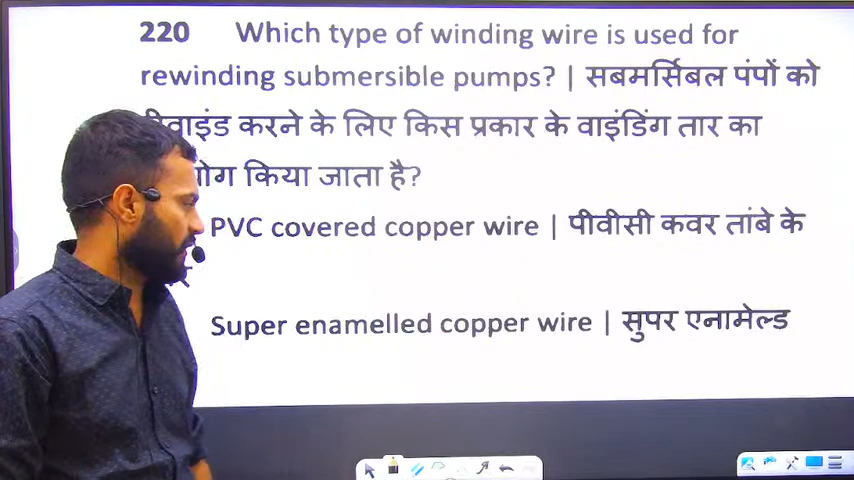 220 Which type of winding wire is used for
rewinding submersible pumps? | सबमर्सिबल पंपों को
करने के लिए किस प्रकार के वाइंडिंग तार का
किया जाता है?
PVC covered copper wire | पीवीसी कवर तांबे के
Super enamelled copper wire | सुपर एनामेल्ड